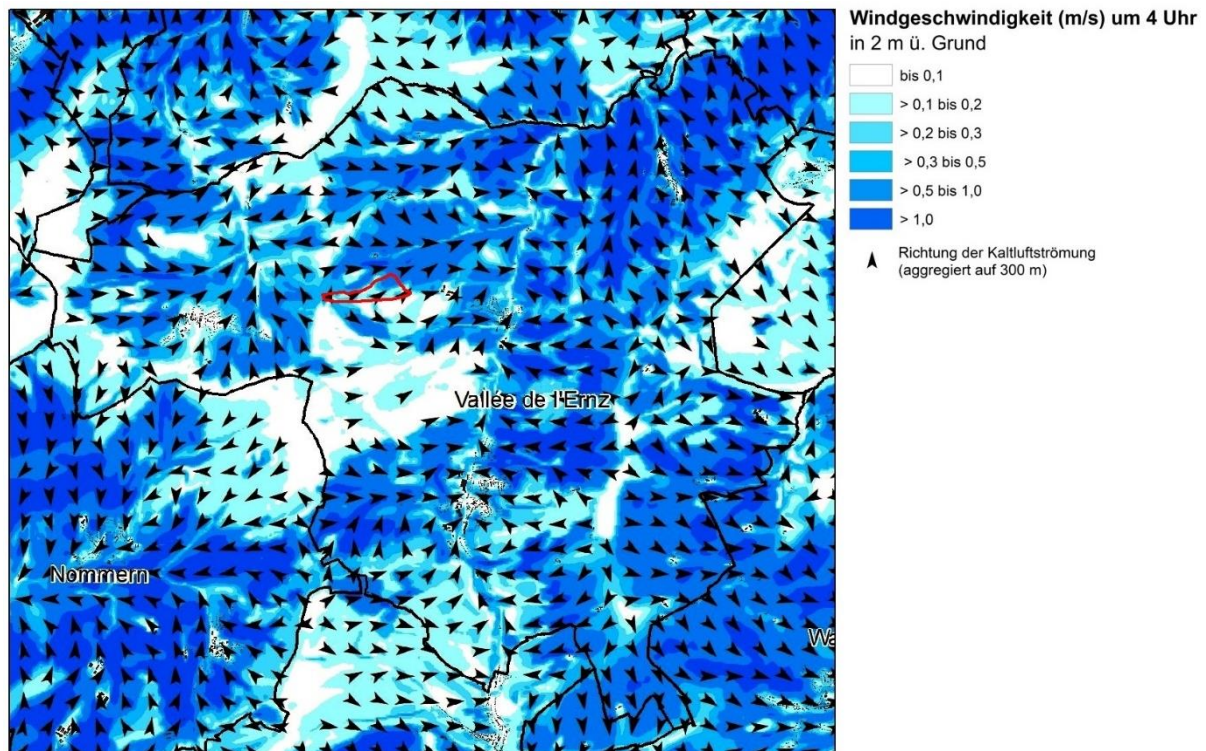 Windgeschwindigkeit (m/s) um 4 Uhr
in 2 m ü. Grund
bis 0,1
> 0,1 bis 0,2
> 0,2 bis 0,3
> 0,3 bis 0,5
> 0,5 bis 1,0
> 1,0
Richtung der Kaltluftströmung
(aggregiert auf 300 m)
Vallée de l'Ernz
Nommern
Wa